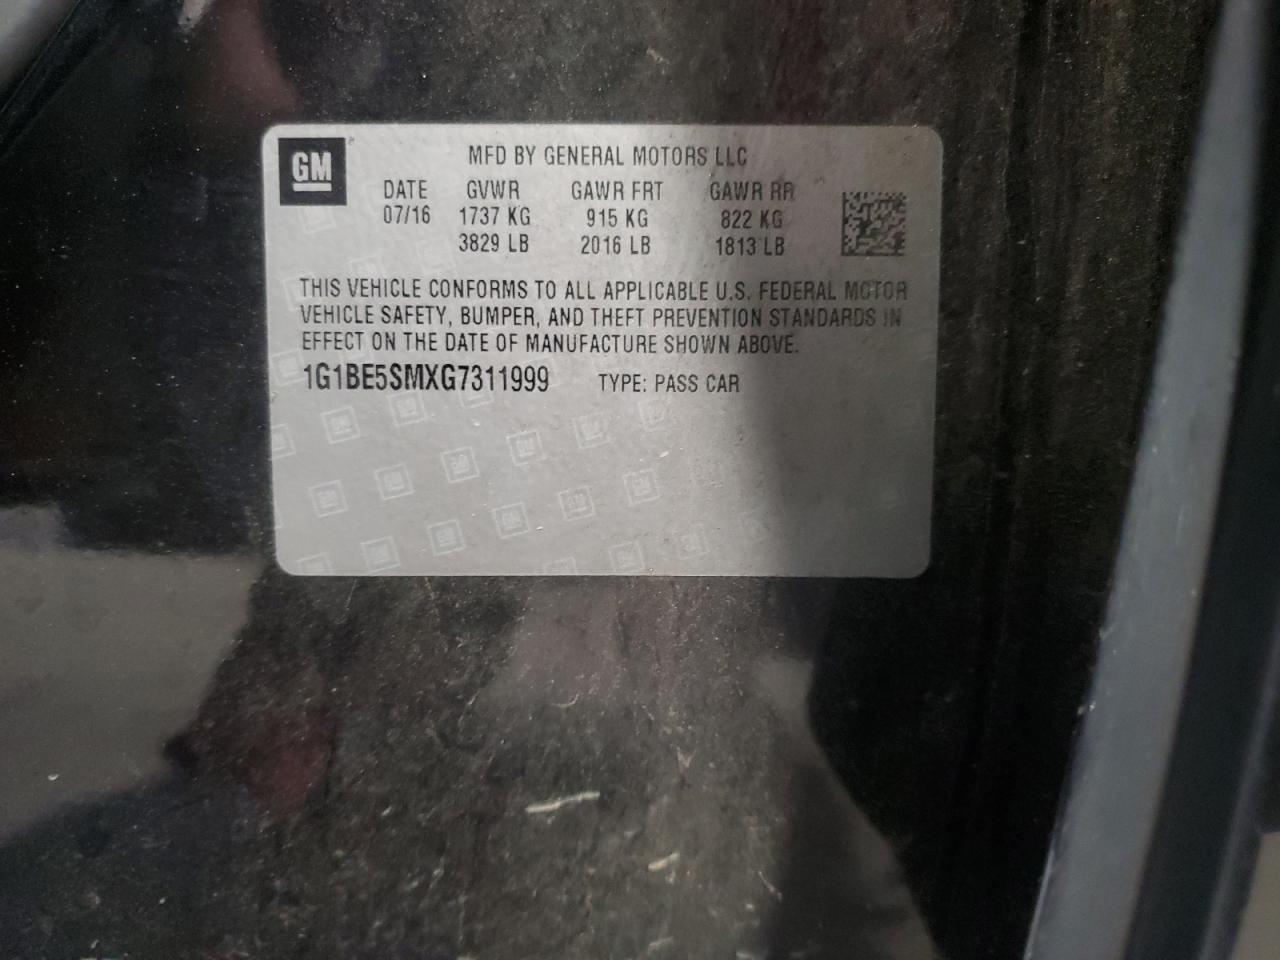 GM
MFD BY GENERAL MOTORS LLC
DATE GVWR GAWR FRT GAWR RR
07/16 1737 KG 915 KG 822 KG
3829 LB 2016 LB 1813 LB
THIS VEHICLE CONFORMS TO ALL APPLICABLE U.S. FEDERAL MOTOR
VEHICLE SAFETY, BUMPER, AND THEFT PREVENTION STANDARDS IN
EFFECT ON THE DATE OF MANUFACTURE SHOWN ABOVE.
1G1BE5SMXG7311999 TYPE: PASS CAR